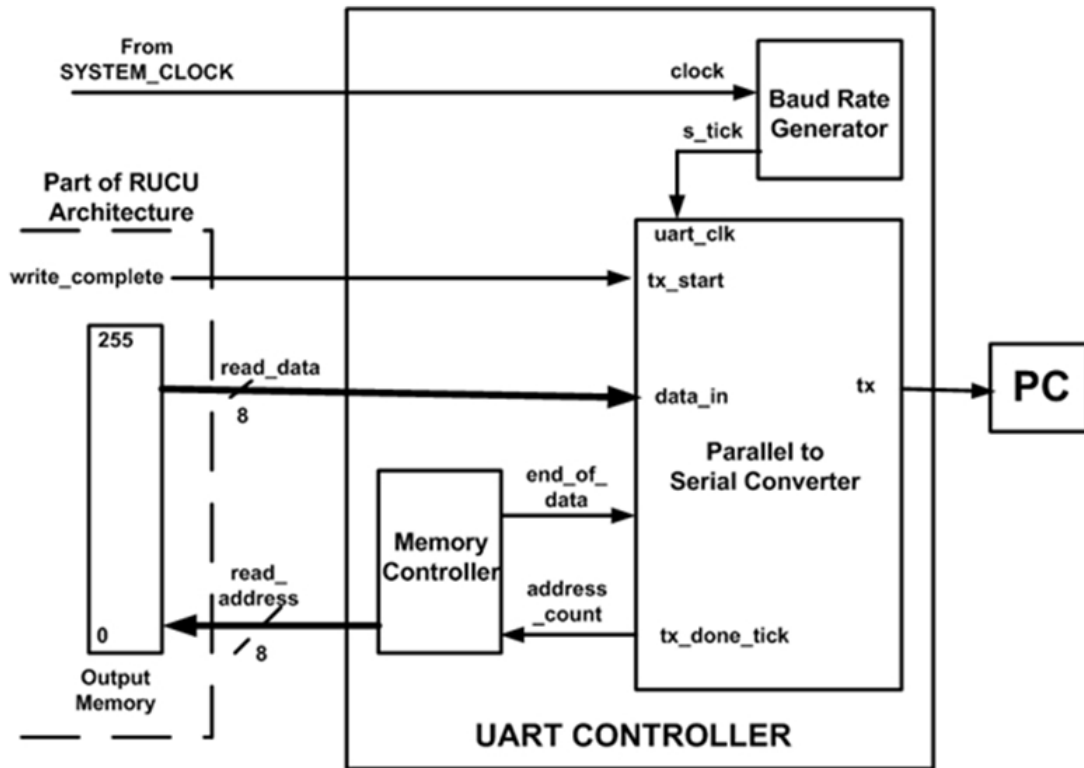 From
SYSTEM_CLOCK
clock
Baud Rate
Generator
s_tick
Part of RUCU
Architecture
uart_clk
write_complete
tx_start
255
read_data
8
data_in
tx
PC
Parallel to
Serial Converter
end_of_
data
Memory
Controller
read_
address
address
_count
0
8
tx_done_tick
Output
Memory
UART CONTROLLER